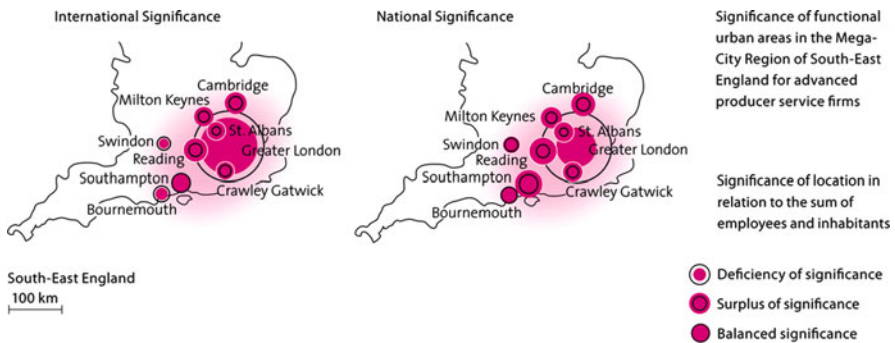 International Significance
Cambridge
Milton Keynes
St. Albans
Swindon
Greater London
Reading
Southampton
Crawley Gatwick
Bournemouth
South-East England
100 km
National Significance
Cambridge
Milton Keynes
St. Albans
Swindon
Greater London
Reading
Southampton
Crawley Gatwick
Bournemouth
Significance of functional
urban areas in the Mega-
City Region of South-East
England for advanced
producer service firms
Significance of location in
relation to the sum of
employees and inhabitants
Deficiency of significance
Surplus of significance
Balanced significance